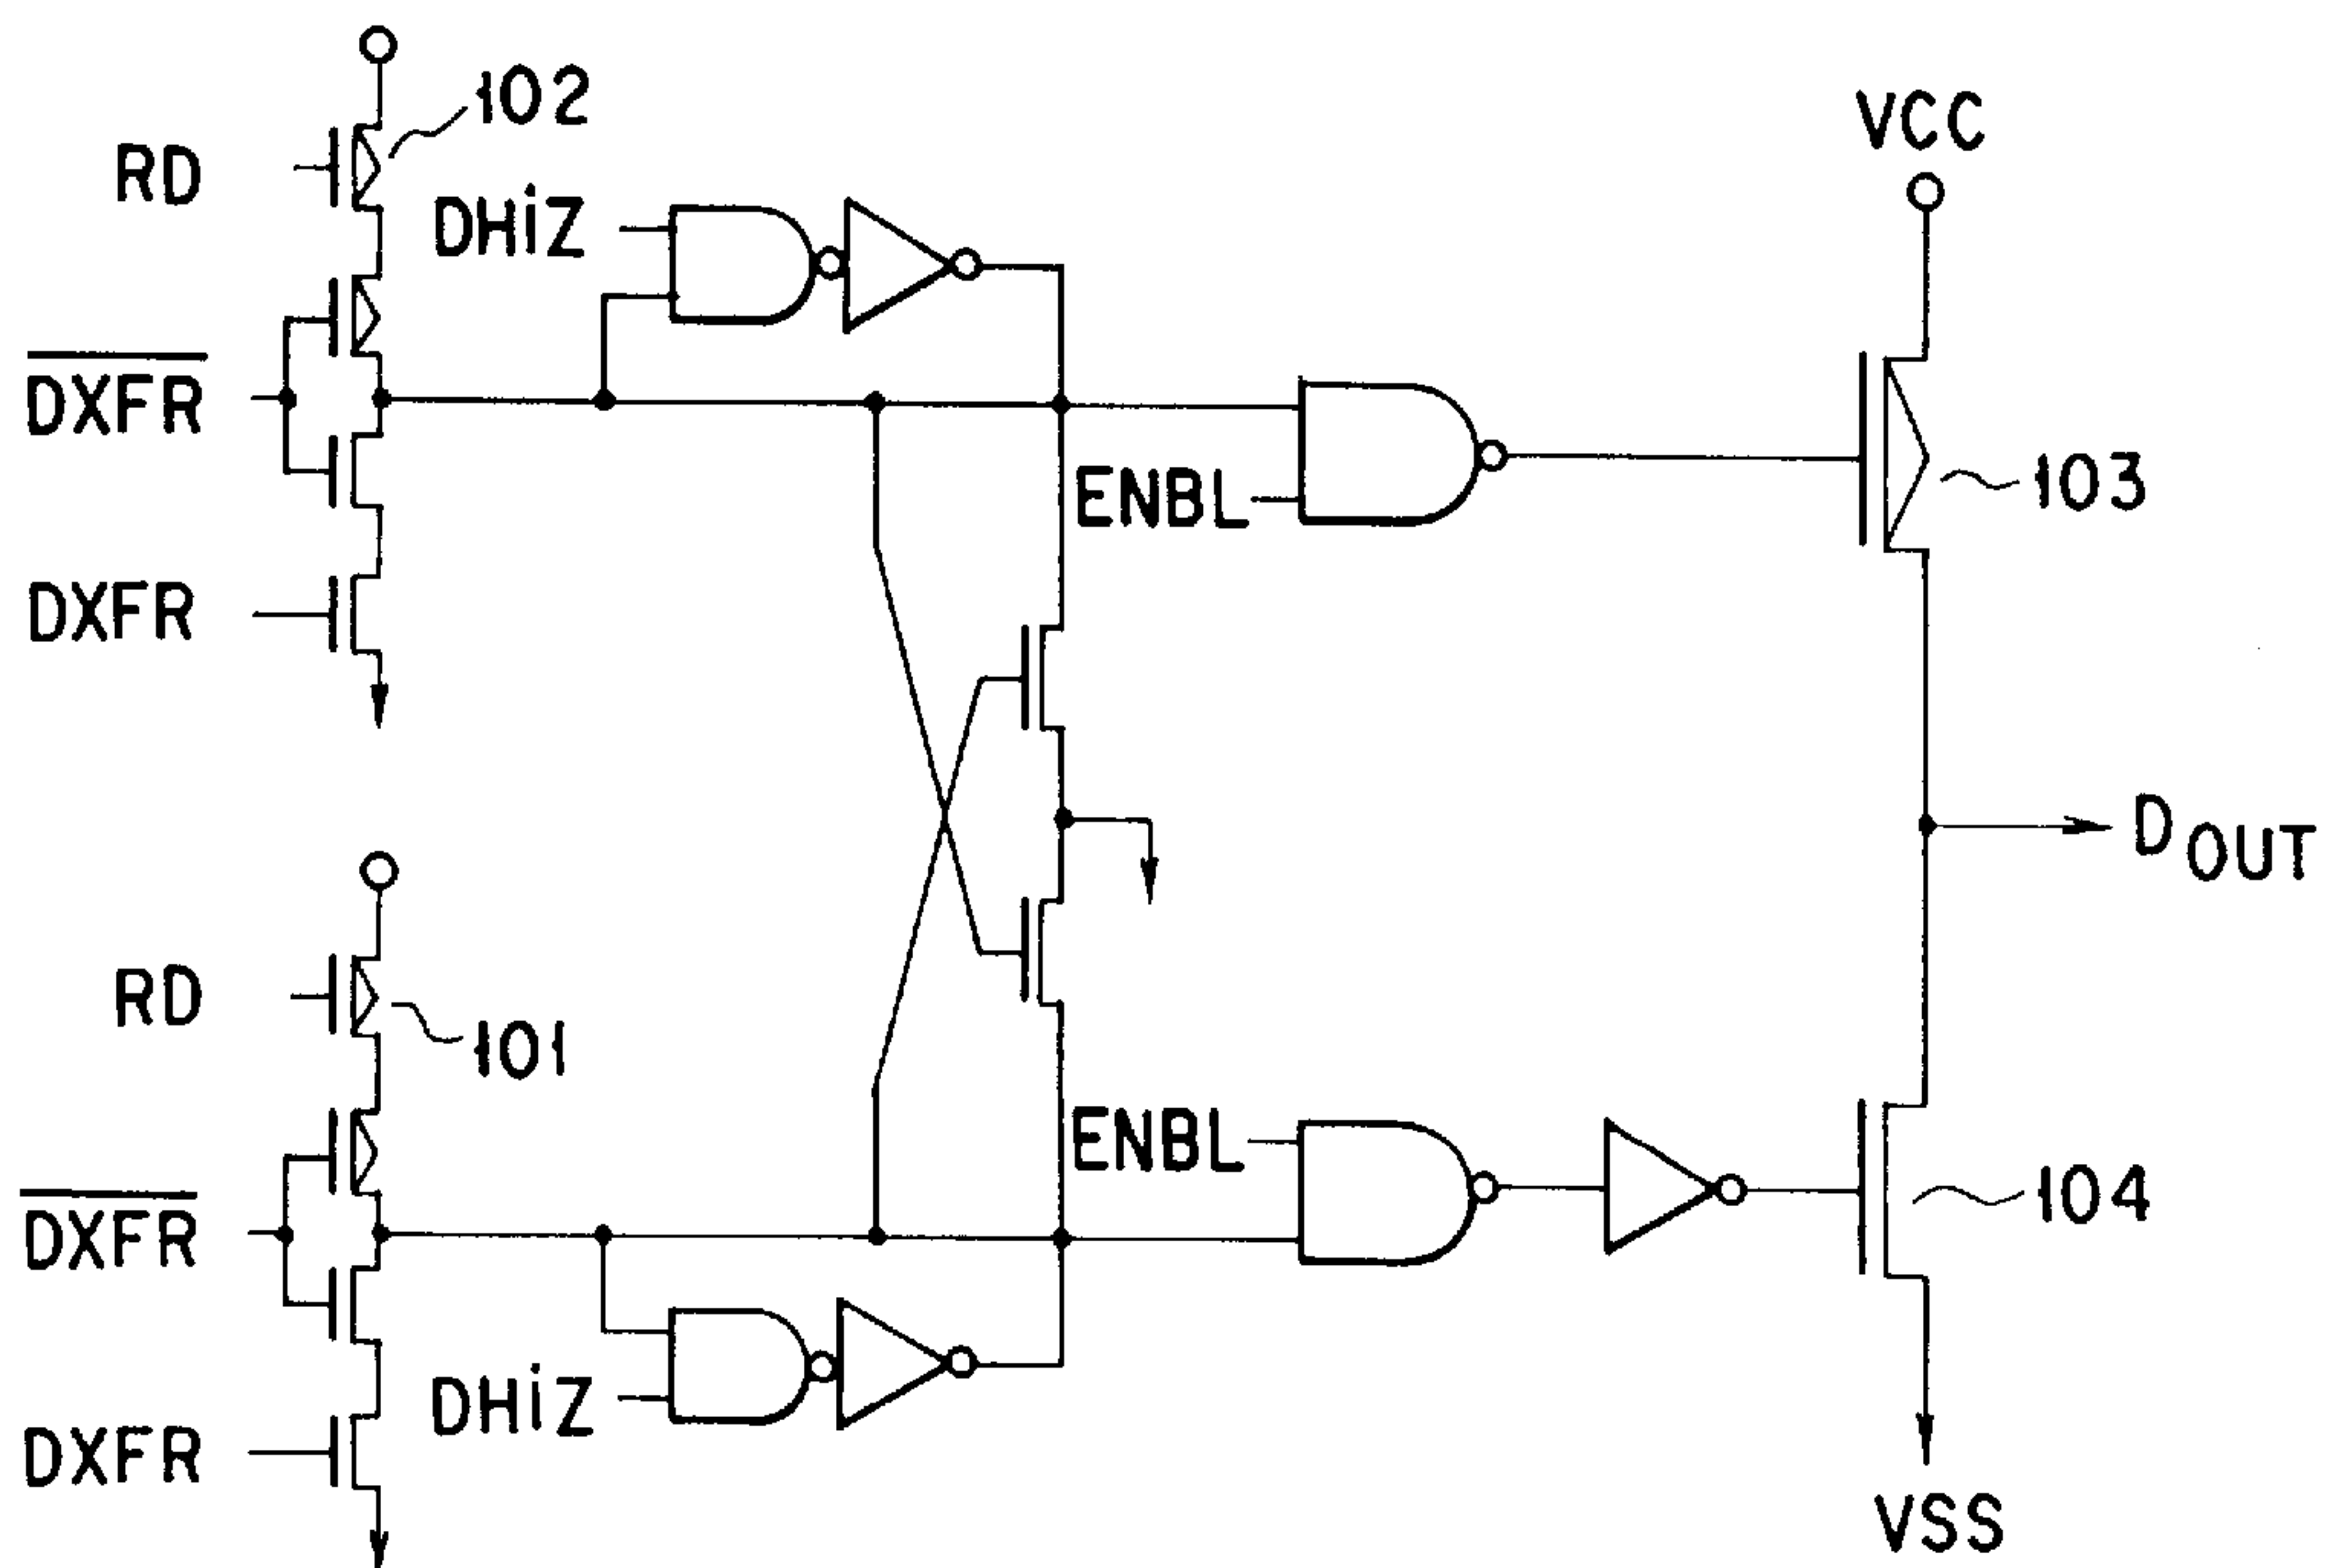 102
RD
VCC
DHiZ
DXFR
ENBL
103
DXFR
DOUT
RD
101
ENBL
DXFR
104
DHiZ
DXFR
VSS